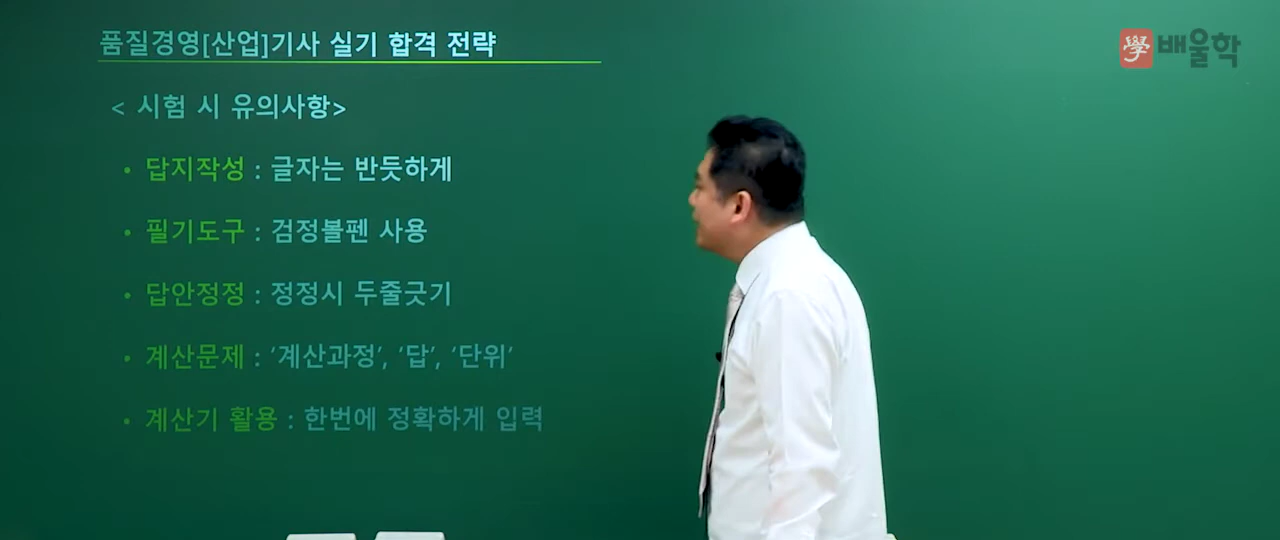 품질경영[산업]기사 실기 합격 전략
學 배울학
< 시험 시 유의사항>
• 답지작성 : 글자는 반듯하게
• 필기도구 : 검정볼펜 사용
• 답안정정 : 정정시 두줄긋기
• 계산문제 : ‘계산과정’, ‘답’, ‘단위’
• 계산기 활용 : 한번에 정확하게 입력